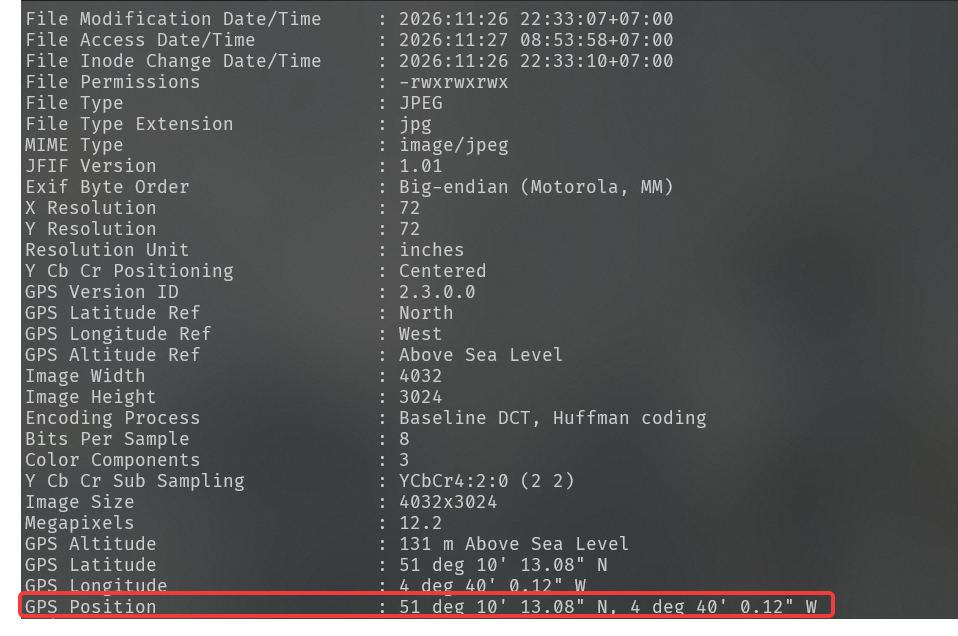 File Modification Date/Time : 2026:11:26 22:33:07+07:00
File Access Date/Time : 2026:11:27 08:53:58+07:00
File Inode Change Date/Time : 2026:11:26 22:33:10+07:00
File Permissions : -rwxrwxrwx
File Type : JPEG
File Type Extension : jpg
MIME Type : image/jpeg
JFIF Version : 1.01
Exif Byte Order : Big-endian (Motorola, MM)
X Resolution : 72
Y Resolution : 72
Resolution Unit : inches
Y Cb Cr Positioning : Centered
GPS Version ID : 2.3.0.0
GPS Latitude Ref : North
GPS Longitude Ref : West
GPS Altitude Ref : Above Sea Level
Image Width : 4032
Image Height : 3024
Encoding Process : Baseline DCT, Huffman coding
Bits Per Sample : 8
Color Components : 3
Y Cb Cr Sub Sampling : YCbCr4:2:0 (2 2)
Image Size : 4032x3024
Megapixels : 12.2
GPS Altitude : 131 m Above Sea Level
GPS Latitude : 51 deg 10' 13.08" N
GPS Longitude : 4 deg 40' 0.12" W
GPS Position : 51 deg 10' 13.08" N, 4 deg 40' 0.12" W